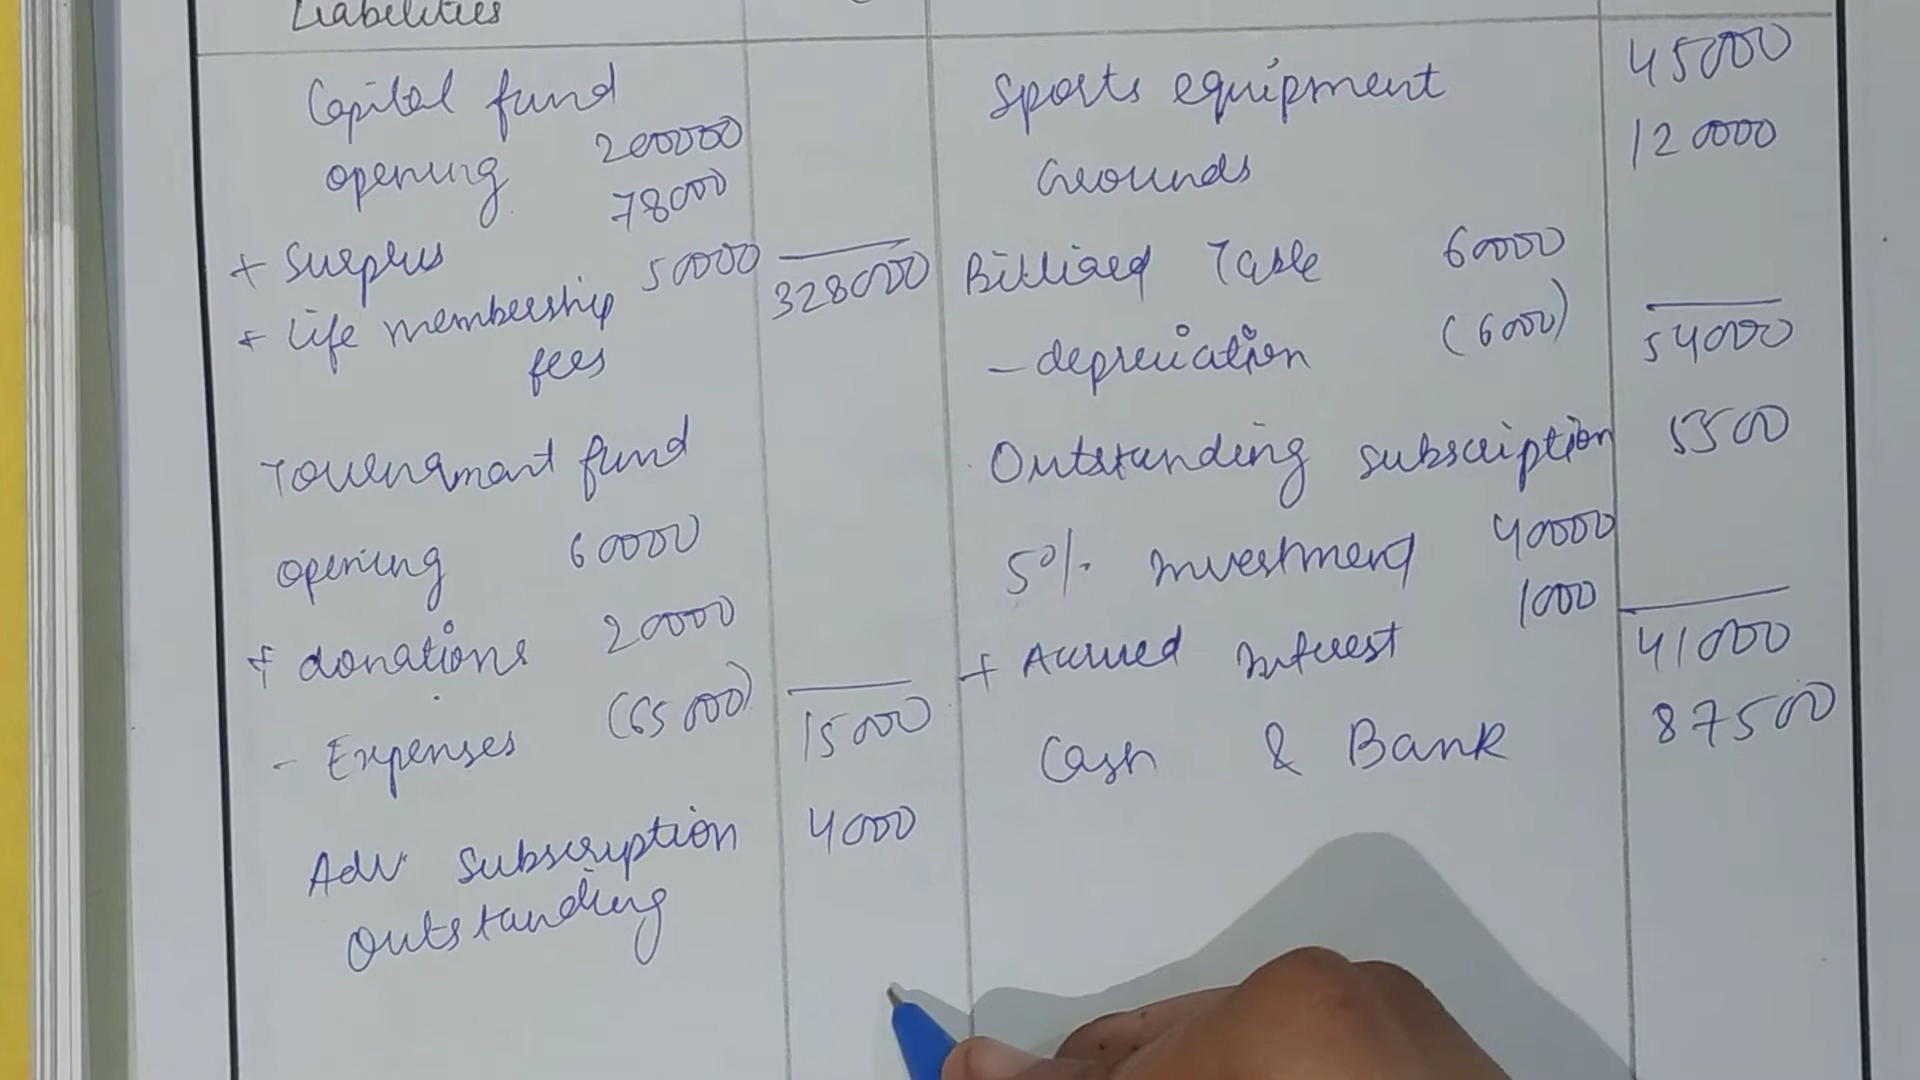 Liabilities
Capital fund
opening 200000
+ Surplus 78000
+ Life membership 50000 328000
fees
Tournamant fund
opening 60000
+ donations 20000
- Expenses (65000) 15000
Adv Subscription 4000
Outstanding
Sports equipment 45000
Grounds 120000
Billiard Table 60000
- depreciation (6000) 54000
Outstanding subscription 5500
5% Investment 40000
+ Accrued Interest 1000 41000
Cash & Bank 87500